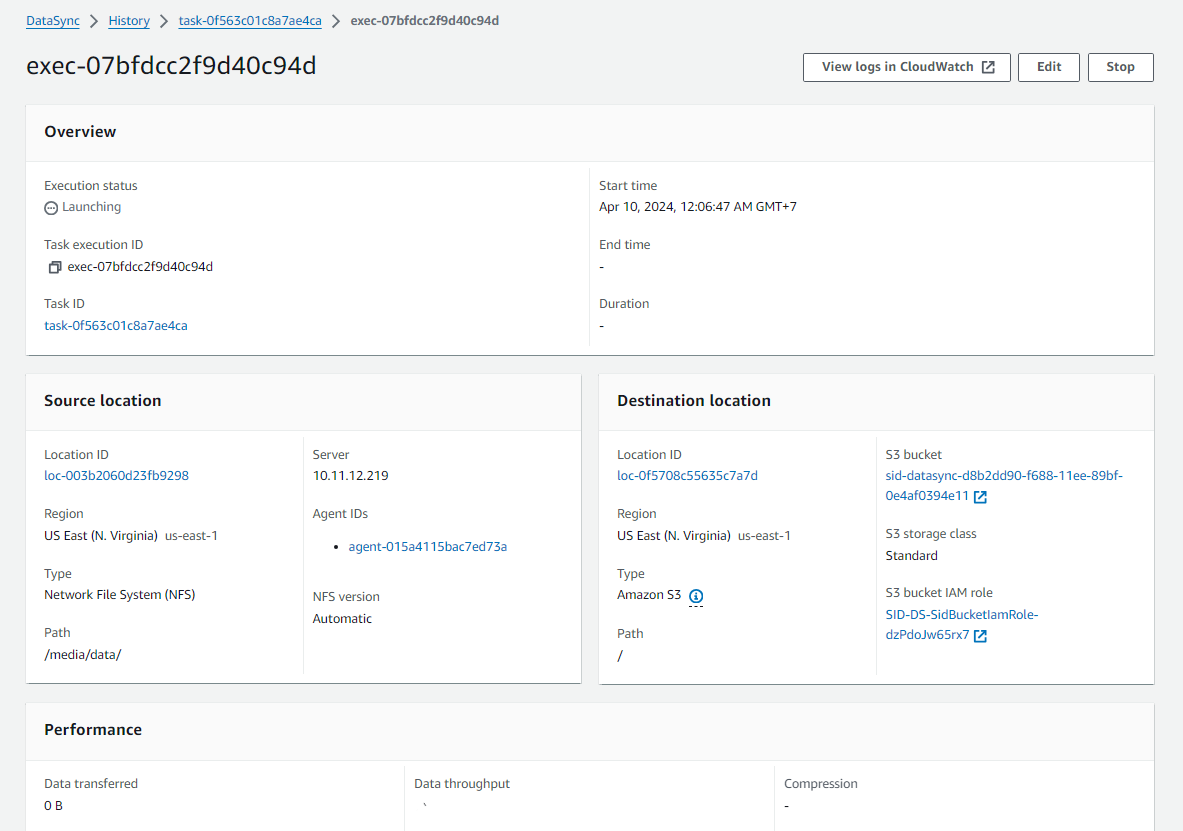 DataSync > History > task-0f563c01c8a7ae4ca > exec-07bfdcc2f9d40c94d
exec-07bfdcc2f9d40c94d
View logs in CloudWatch
Edit
Stop
Overview
Execution status
Launching
Task execution ID
exec-07bfdcc2f9d40c94d
Task ID
task-0f563c01c8a7ae4ca
Start time
Apr 10, 2024, 12:06:47 AM GMT+7
End time
-
Duration
-
Source location
Location ID
loc-003b2060d23fb9298
Region
US East (N. Virginia) us-east-1
Type
Network File System (NFS)
Path
/media/data/
Server
10.11.12.219
Agent IDs
• agent-015a4115bac7ed73a
NFS version
Automatic
Destination location
Location ID
loc-0f5708c55635c7a7d
Region
US East (N. Virginia) us-east-1
Type
Amazon S3
Path
/
S3 bucket
sid-datasync-d8b2dd90-f688-11ee-89bf-
0e4af0394e11
S3 storage class
Standard
S3 bucket IAM role
SID-DS-SidBucketIamRole-
dzPdoJw65rx7
Performance
Data transferred
0 B
Data throughput
Compression
-